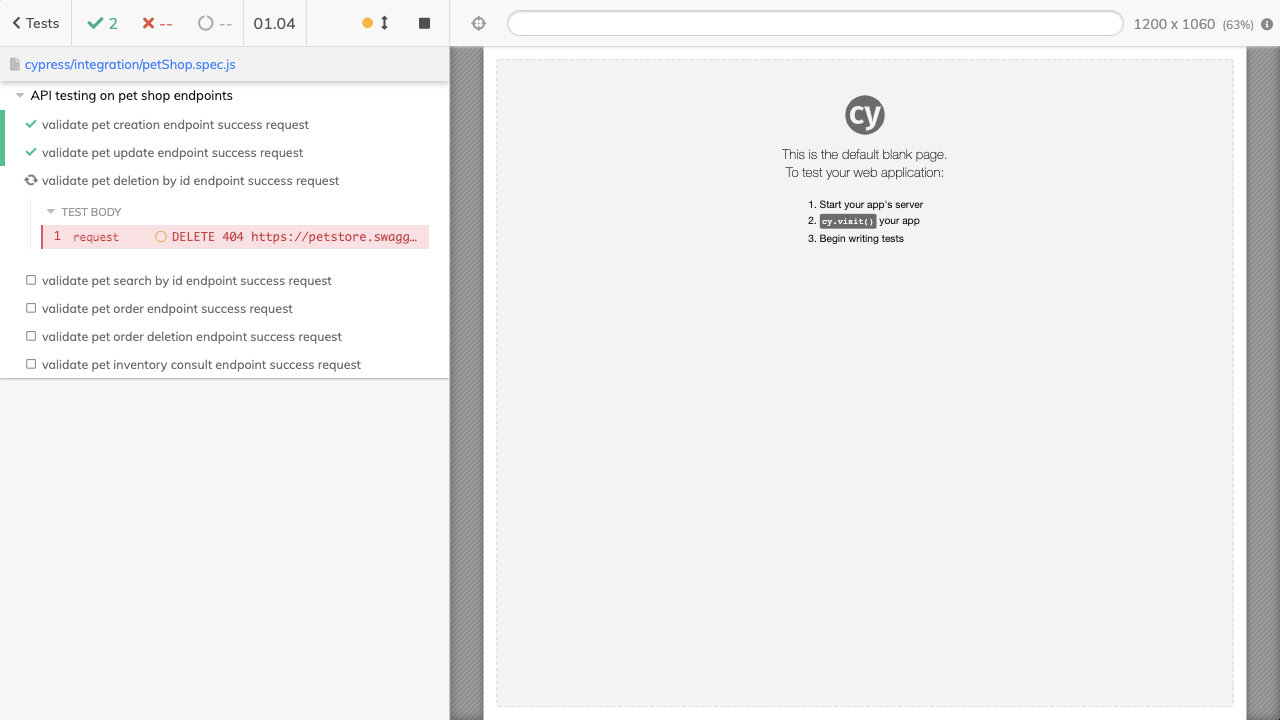 Tests
2
--
--
01.04
1200 x 1060 (63%)
cypress/integration/petShop.spec.js
API testing on pet shop endpoints
validate pet creation endpoint success request
validate pet update endpoint success request
validate pet deletion by id endpoint success request
TEST BODY
1 request DELETE 404 https://petstore.swagg…
validate pet search by id endpoint success request
validate pet order endpoint success request
validate pet order deletion endpoint success request
validate pet inventory consult endpoint success request
cy
This is the default blank page.
To test your web application:
1. Start your app's server
2. cy.visit() your app
3. Begin writing tests